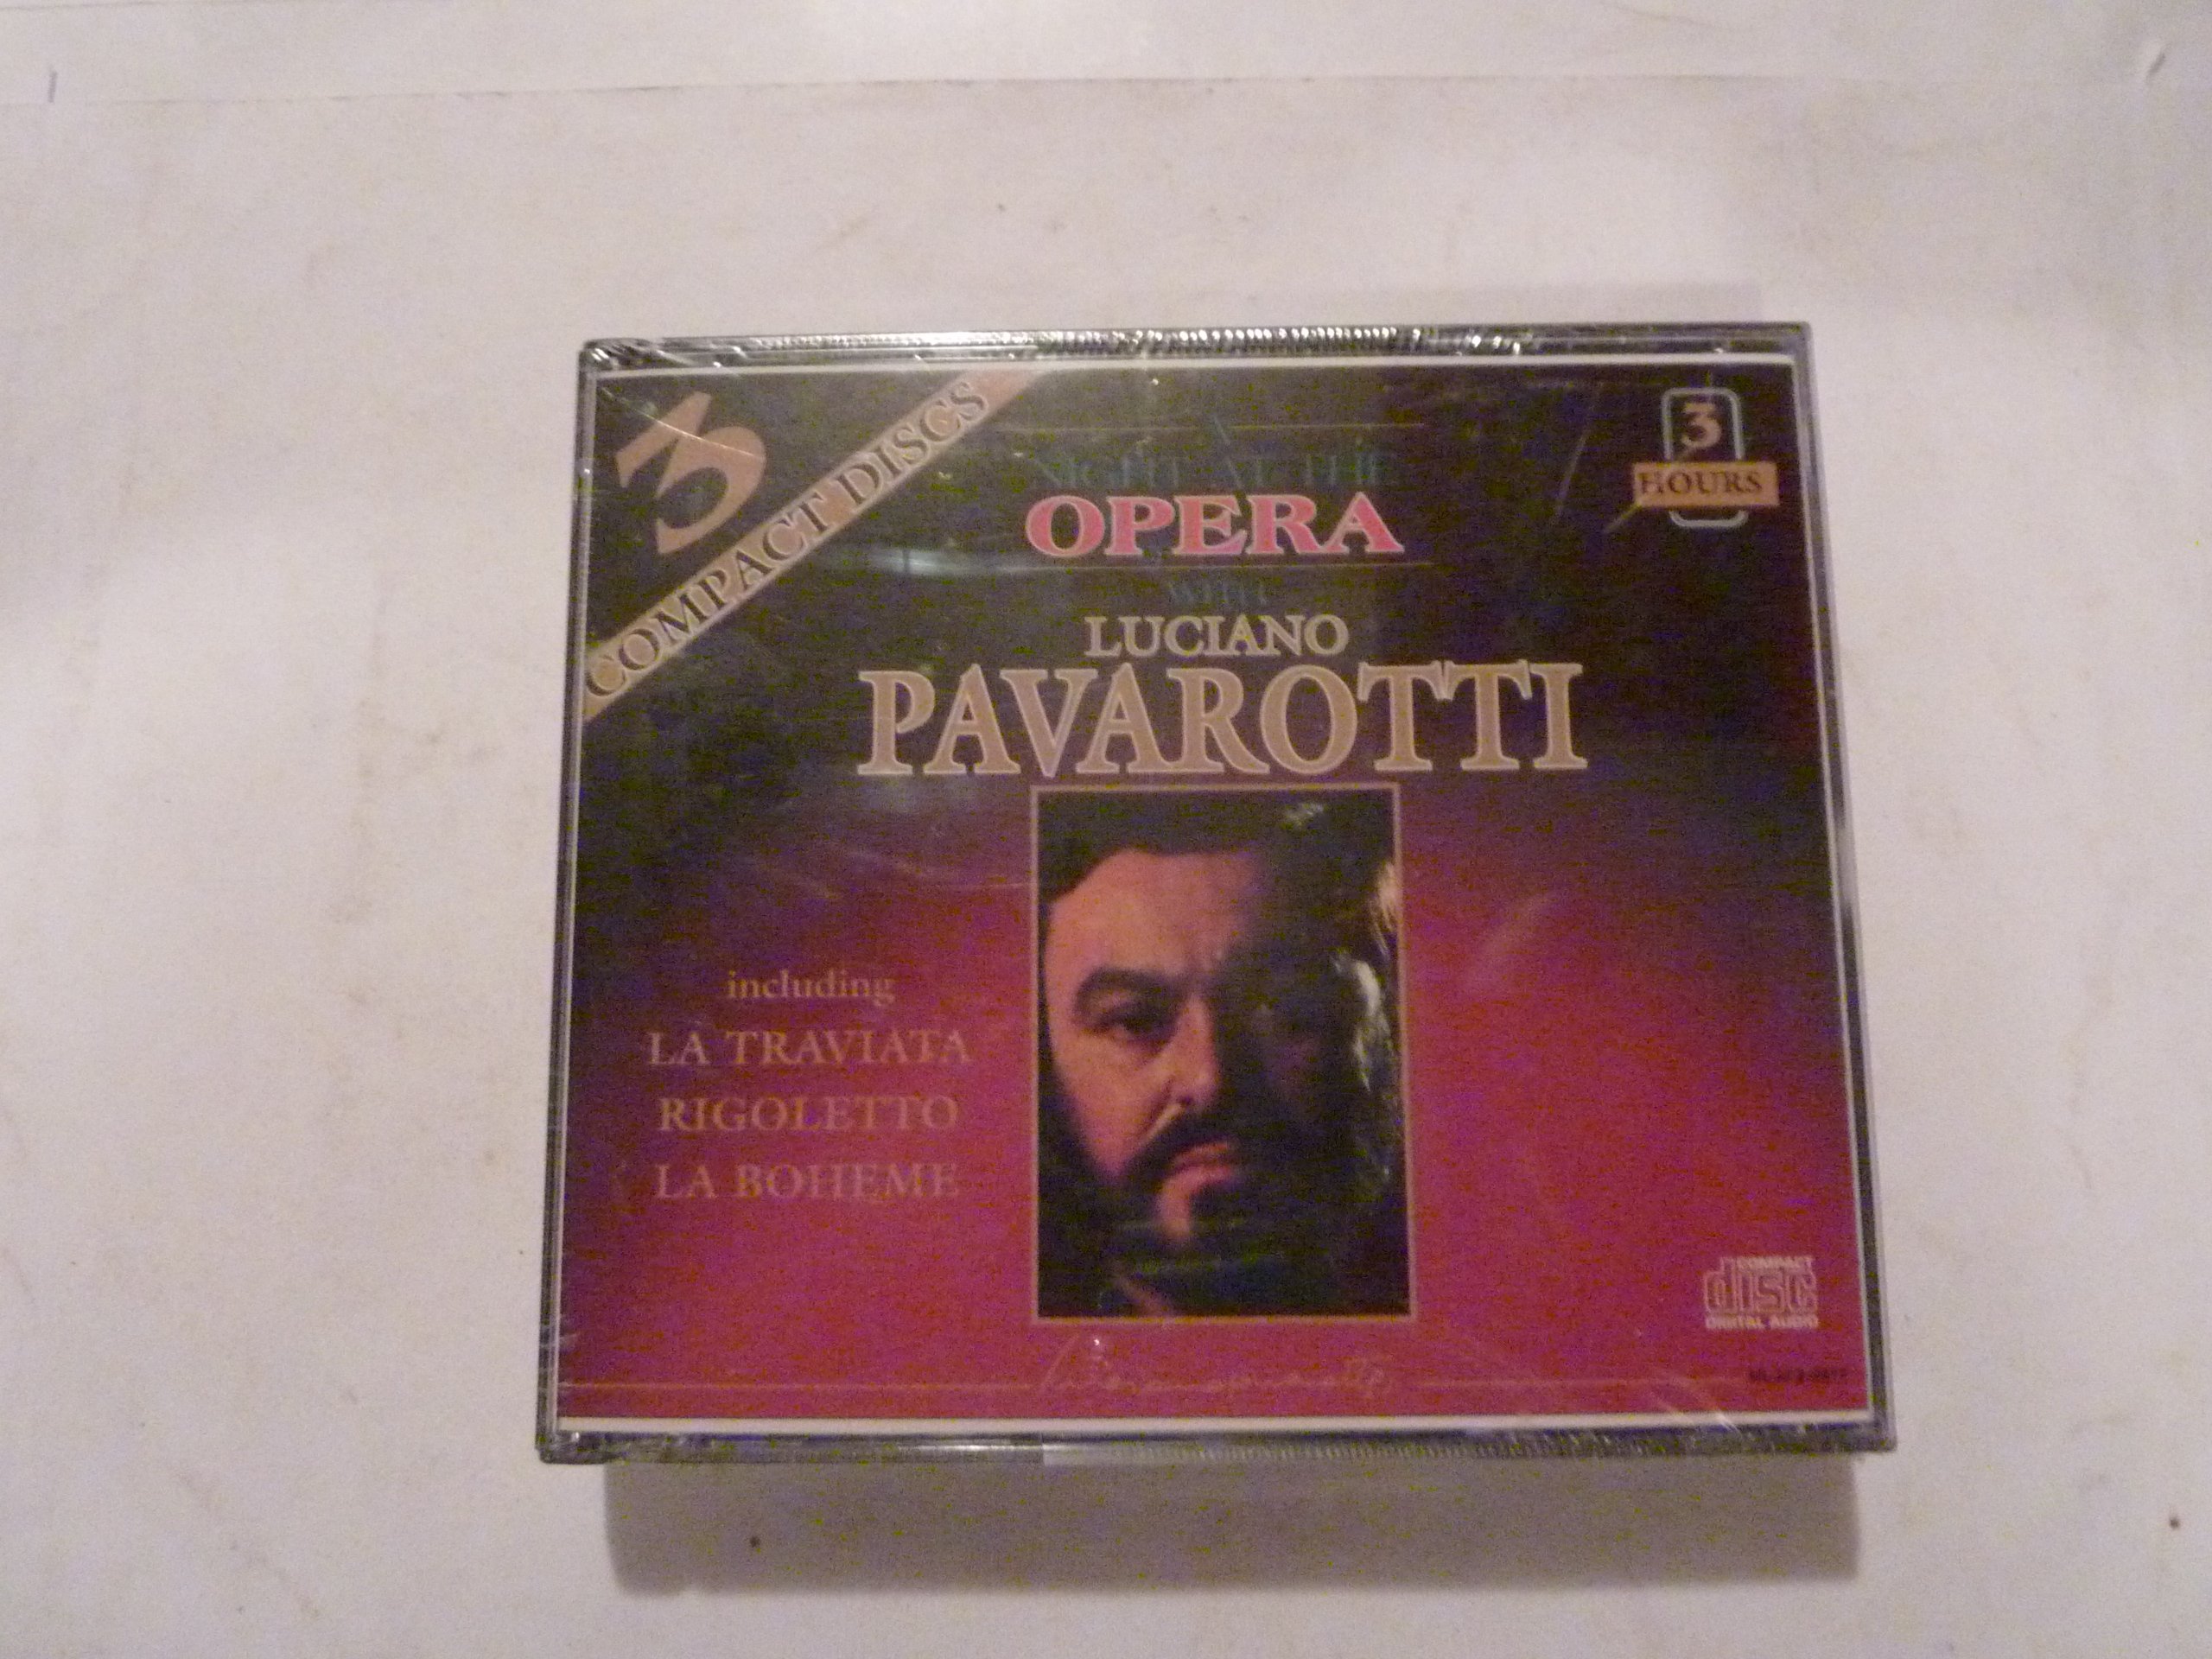 3
COMPACT DISCS
A
NIGHT AT THE
OPERA
WITH
LUCIANO
PAVAROTTI
3
HOURS
including
LA TRAVIATA
RIGOLETTO
LA BOHEME
COMPACT
disc
DIGITAL AUDIO